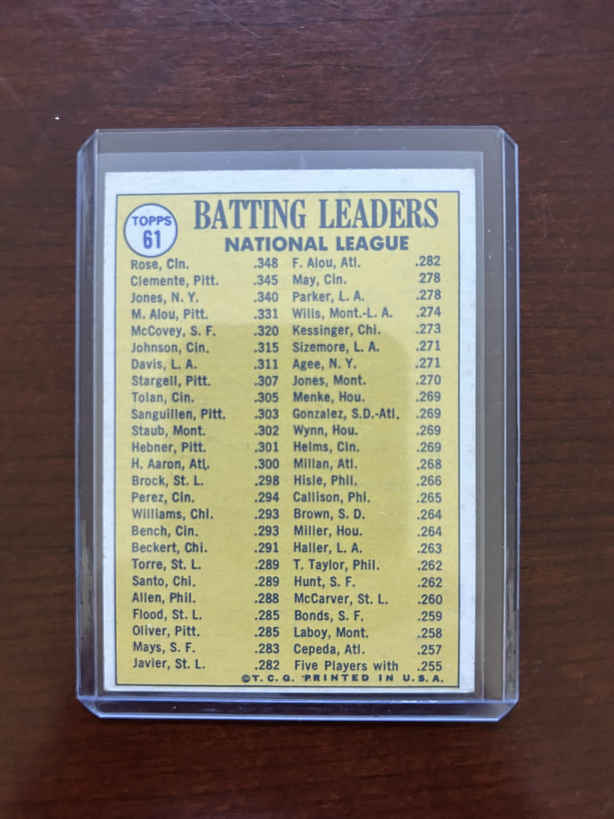 TOPPS
61
BATTING LEADERS
NATIONAL LEAGUE
Rose, Cin. .348
Clemente, Pitt. .345
Jones, N. Y. .340
M. Alou, Pitt. .331
McCovey, S. F. .320
Johnson, Cin. .315
Davis, L. A. .311
Stargell, Pitt. .307
Tolan, Cin. .305
Sanguillen, Pitt. .303
Staub, Mont. .302
Hebner, Pitt. .301
H. Aaron, Atl. .300
Brock, St. L. .298
Perez, Cin. .294
Williams, Chi. .293
Bench, Cin. .293
Beckert, Chi. .291
Torre, St. L. .289
Santo, Chi. .289
Allen, Phil. .288
Flood, St. L. .285
Oliver, Pitt. .285
Mays, S. F. .283
Javier, St. L. .282
F. Alou, Atl. .282
May, Cin. .278
Parker, L. A. .278
Wills, Mont.-L. A. .274
Kessinger, Chi. .273
Sizemore, L. A. .271
Agee, N. Y. .271
Jones, Mont. .270
Menke, Hou. .269
Gonzalez, S.D.-Atl. .269
Wynn, Hou. .269
Helms, Cin. .269
Millan, Atl. .268
Hisle, Phil. .266
Callison, Phi. .265
Brown, S. D. .264
Miller, Hou. .264
Haller, L. A. .263
T. Taylor, Phil. .262
Hunt, S. F. .262
McCarver, St. L. .260
Bonds, S. F. .259
Laboy, Mont. .258
Cepeda, Atl. .257
Five Players with .255
©T. C. G. PRINTED IN U. S. A.